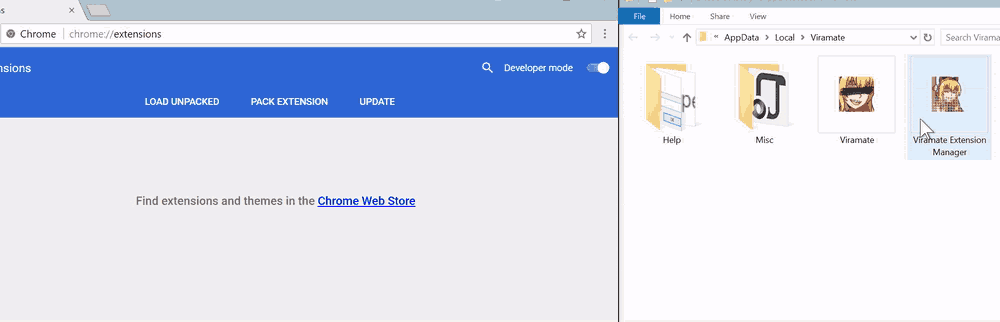 Chrome chrome://extensions
nsions
Developer mode
LOAD UNPACKED PACK EXTENSION UPDATE
Find extensions and themes in the Chrome Web Store
File Home Share View
« AppData > Local > Viramate
Search Virama
Help
Misc
Viramate
Viramate Extension
Manager